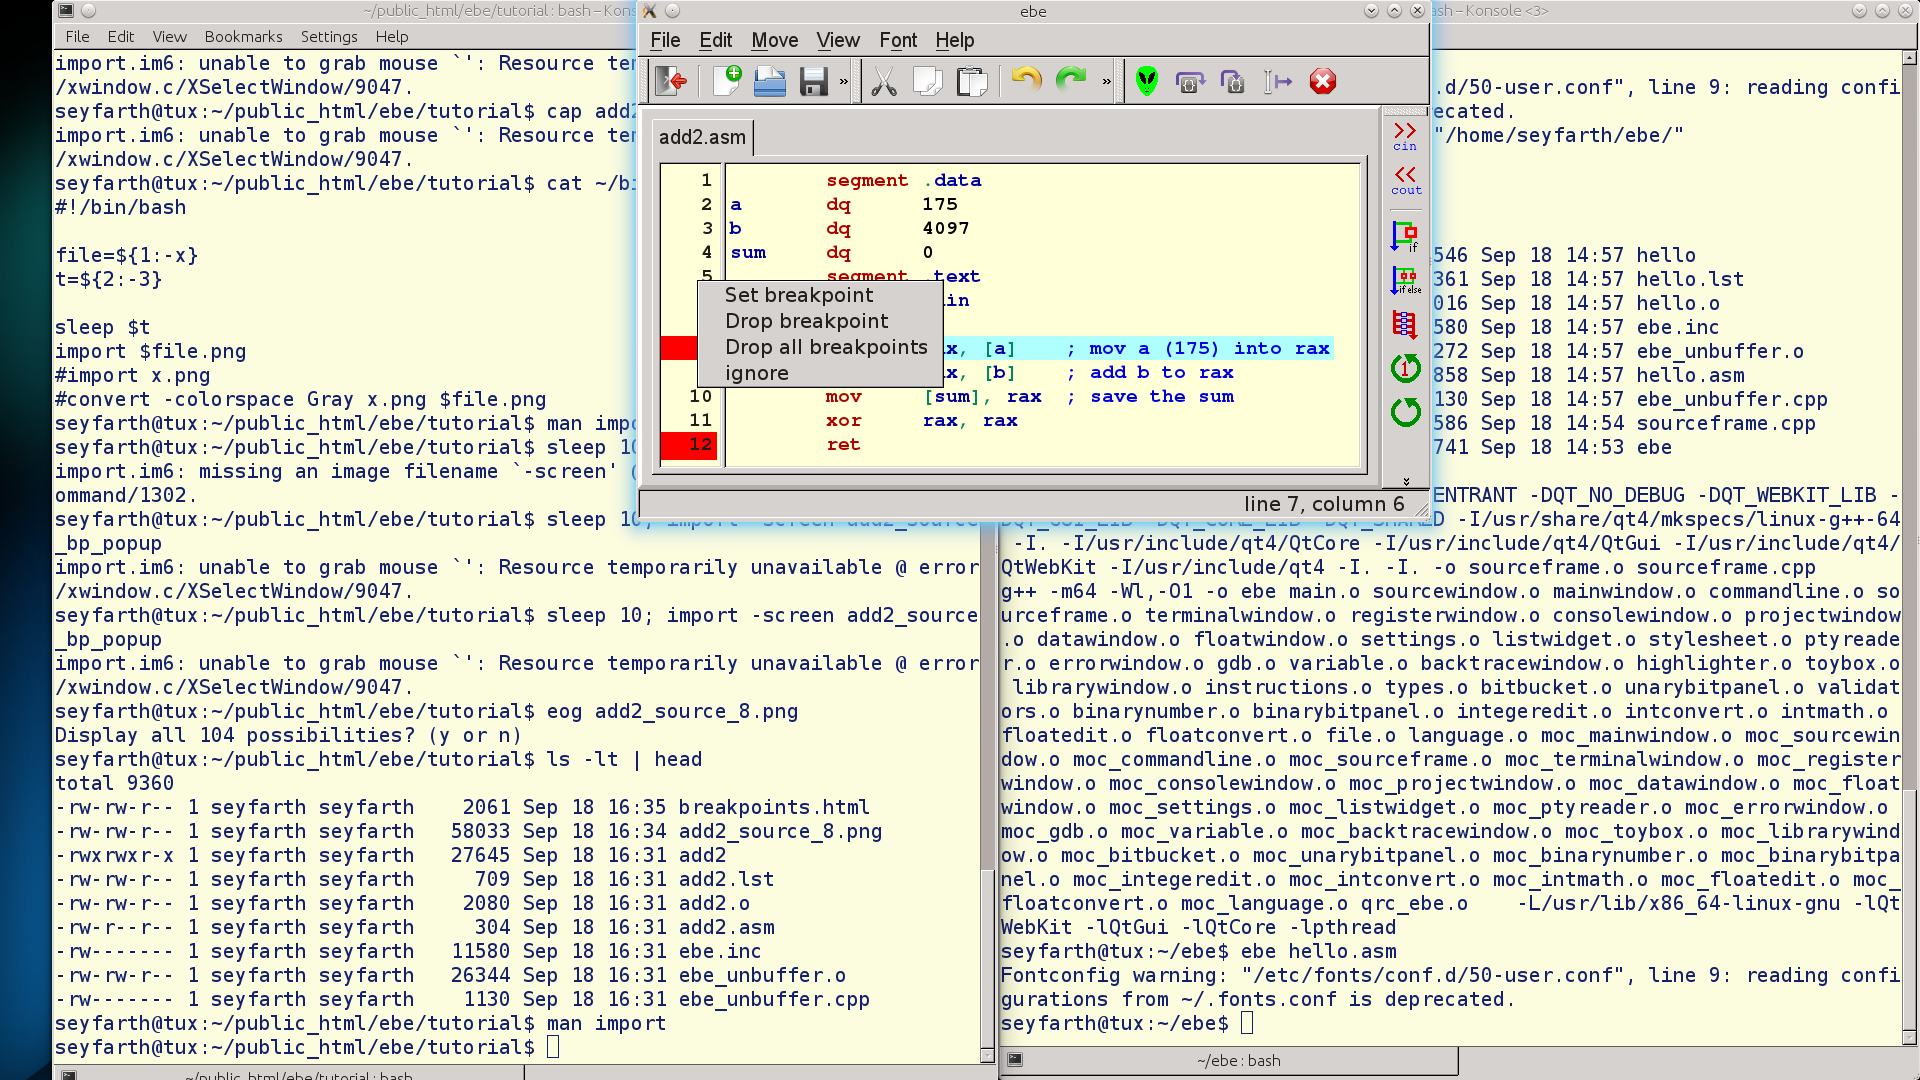 ~/public_html/ebe/tutorial : bash – Kons
File Edit View Bookmarks Settings Help
import.im6: unable to grab mouse `': Resource te
/xwindow.c/XSelectWindow/9047.
seyfarth@tux:~/public_html/ebe/tutorial$ cap add2
import.im6: unable to grab mouse `': Resource te
/xwindow.c/XSelectWindow/9047.
seyfarth@tux:~/public_html/ebe/tutorial$ cat ~/bi
#!/bin/bash
file=${1:-x}
t=${2:-3}
sleep $t
import $file.png
#import x.png
#convert -colorspace Gray x.png $file.png
seyfarth@tux:~/public_html/ebe/tutorial$ man impo
seyfarth@tux:~/public_html/ebe/tutorial$ sleep 10
import.im6: missing an image filename `-screen' (
ommand/1302.
seyfarth@tux:~/public_html/ebe/tutorial$ sleep 10; import -screen add2_source
_bp_popup
import.im6: unable to grab mouse `': Resource temporarily unavailable @ error
/xwindow.c/XSelectWindow/9047.
seyfarth@tux:~/public_html/ebe/tutorial$ sleep 10; import -screen add2_source
_bp_popup
import.im6: unable to grab mouse `': Resource temporarily unavailable @ error
/xwindow.c/XSelectWindow/9047.
seyfarth@tux:~/public_html/ebe/tutorial$ eog add2_source_8.png
Display all 104 possibilities? (y or n)
seyfarth@tux:~/public_html/ebe/tutorial$ ls -lt | head
total 9360
-rw-rw-r-- 1 seyfarth seyfarth 2061 Sep 18 16:35 breakpoints.html
-rw-rw-r-- 1 seyfarth seyfarth 58033 Sep 18 16:34 add2_source_8.png
-rwxrwxr-x 1 seyfarth seyfarth 27645 Sep 18 16:31 add2
-rw-rw-r-- 1 seyfarth seyfarth 709 Sep 18 16:31 add2.lst
-rw-rw-r-- 1 seyfarth seyfarth 2080 Sep 18 16:31 add2.o
-rw-r--r-- 1 seyfarth seyfarth 304 Sep 18 16:31 add2.asm
-rw------- 1 seyfarth seyfarth 11580 Sep 18 16:31 ebe.inc
-rw-rw-r-- 1 seyfarth seyfarth 26344 Sep 18 16:31 ebe_unbuffer.o
-rw------- 1 seyfarth seyfarth 1130 Sep 18 16:31 ebe_unbuffer.cpp
seyfarth@tux:~/public_html/ebe/tutorial$ man import
seyfarth@tux:~/public_html/ebe/tutorial$
~/public_html/ebe/tutorial : bash
ebe
File Edit Move View Font Help
» » 
add2.asm
1 segment .data
2 a dq 175
3 b dq 4097
4 sum dq 0
5 segment .text
in
ax, [a] ; mov a (175) into rax
ax, [b] ; add b to rax
10 mov [sum], rax ; save the sum
11 xor rax, rax
12 ret
Set breakpoint
Drop breakpoint
Drop all breakpoints
ignore
>>
cin
<<
cout
if
if else
1
line 7, column 6
ash – Konsole <3>
.d/50-user.conf", line 9: reading confi
ecated.
"/home/seyfarth/ebe/"
546 Sep 18 14:57 hello
361 Sep 18 14:57 hello.lst
016 Sep 18 14:57 hello.o
580 Sep 18 14:57 ebe.inc
272 Sep 18 14:57 ebe_unbuffer.o
858 Sep 18 14:57 hello.asm
130 Sep 18 14:57 ebe_unbuffer.cpp
586 Sep 18 14:54 sourceframe.cpp
741 Sep 18 14:53 ebe
ENTRANT -DQT_NO_DEBUG -DQT_WEBKIT_LIB -
DQT_GUI_LIB -DQT_CORE_LIB -DQT_SHARED -I/usr/share/qt4/mkspecs/linux-g++-64
-I. -I/usr/include/qt4/QtCore -I/usr/include/qt4/QtGui -I/usr/include/qt4/
QtWebKit -I/usr/include/qt4 -I. -I. -o sourceframe.o sourceframe.cpp
g++ -m64 -Wl,-O1 -o ebe main.o sourcewindow.o mainwindow.o commandline.o so
urceframe.o terminalwindow.o registerwindow.o consolewindow.o projectwindow
.o datawindow.o floatwindow.o settings.o listwidget.o stylesheet.o ptyreade
r.o errorwindow.o gdb.o variable.o backtracewindow.o highlighter.o toybox.o
librarywindow.o instructions.o types.o bitbucket.o unarybitpanel.o validat
ors.o binarynumber.o binarybitpanel.o integeredit.o intconvert.o intmath.o
floatedit.o floatconvert.o file.o language.o moc_mainwindow.o moc_sourcewin
dow.o moc_commandline.o moc_sourceframe.o moc_terminalwindow.o moc_register
window.o moc_consolewindow.o moc_projectwindow.o moc_datawindow.o moc_float
window.o moc_settings.o moc_listwidget.o moc_ptyreader.o moc_errorwindow.o
moc_gdb.o moc_variable.o moc_backtracewindow.o moc_toybox.o moc_librarywind
ow.o moc_bitbucket.o moc_unarybitpanel.o moc_binarynumber.o moc_binarybitpa
nel.o moc_integeredit.o moc_intconvert.o moc_intmath.o moc_floatedit.o moc_
floatconvert.o moc_language.o qrc_ebe.o -L/usr/lib/x86_64-linux-gnu -lQt
WebKit -lQtGui -lQtCore -lpthread
seyfarth@tux:~/ebe$ ebe hello.asm
Fontconfig warning: "/etc/fonts/conf.d/50-user.conf", line 9: reading confi
gurations from ~/.fonts.conf is deprecated.
seyfarth@tux:~/ebe$
~/ebe : bash